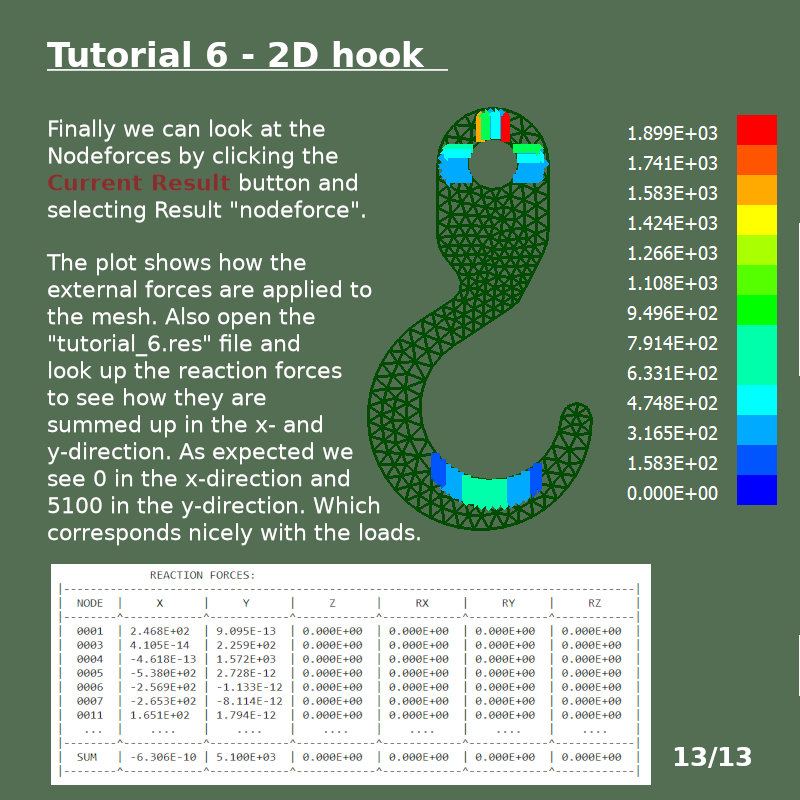 Tutorial 6 - 2D hook
Finally we can look at the
Nodeforces by clicking the
Current Result button and
selecting Result "nodeforce".
The plot shows how the
external forces are applied to
the mesh. Also open the
"tutorial_6.res" file and
look up the reaction forces
to see how they are
summed up in the x- and
y-direction. As expected we
see 0 in the x-direction and
5100 in the y-direction. Which
corresponds nicely with the loads.
1.899E+03
1.741E+03
1.583E+03
1.424E+03
1.266E+03
1.108E+03
9.496E+02
7.914E+02
6.331E+02
4.748E+02
3.165E+02
1.583E+02
0.000E+00
REACTION FORCES:
|--------------------------------------------------------------------------------------|
| NODE | X | Y | Z | RX | RY | RZ |
|--------^------------^------------^------------^------------^------------^------------|
| 0001 | 2.468E+02 | 9.095E-13 | 0.000E+00 | 0.000E+00 | 0.000E+00 | 0.000E+00 |
| 0003 | 4.105E-14 | 2.259E+02 | 0.000E+00 | 0.000E+00 | 0.000E+00 | 0.000E+00 |
| 0004 | -4.618E-13 | 1.572E+03 | 0.000E+00 | 0.000E+00 | 0.000E+00 | 0.000E+00 |
| 0005 | -5.380E+02 | 2.728E-12 | 0.000E+00 | 0.000E+00 | 0.000E+00 | 0.000E+00 |
| 0006 | -2.569E+02 | -1.133E-12 | 0.000E+00 | 0.000E+00 | 0.000E+00 | 0.000E+00 |
| 0007 | -2.653E+02 | -8.114E-12 | 0.000E+00 | 0.000E+00 | 0.000E+00 | 0.000E+00 |
| 0011 | 1.651E+02 | 1.794E-12 | 0.000E+00 | 0.000E+00 | 0.000E+00 | 0.000E+00 |
| ... | .... | .... | .... | .... | .... | .... |
|--------^------------^------------^------------^------------^------------^------------|
| SUM | -6.306E-10 | 5.100E+03 | 0.000E+00 | 0.000E+00 | 0.000E+00 | 0.000E+00 |
|--------^------------^------------^------------^------------^------------^------------|
13/13